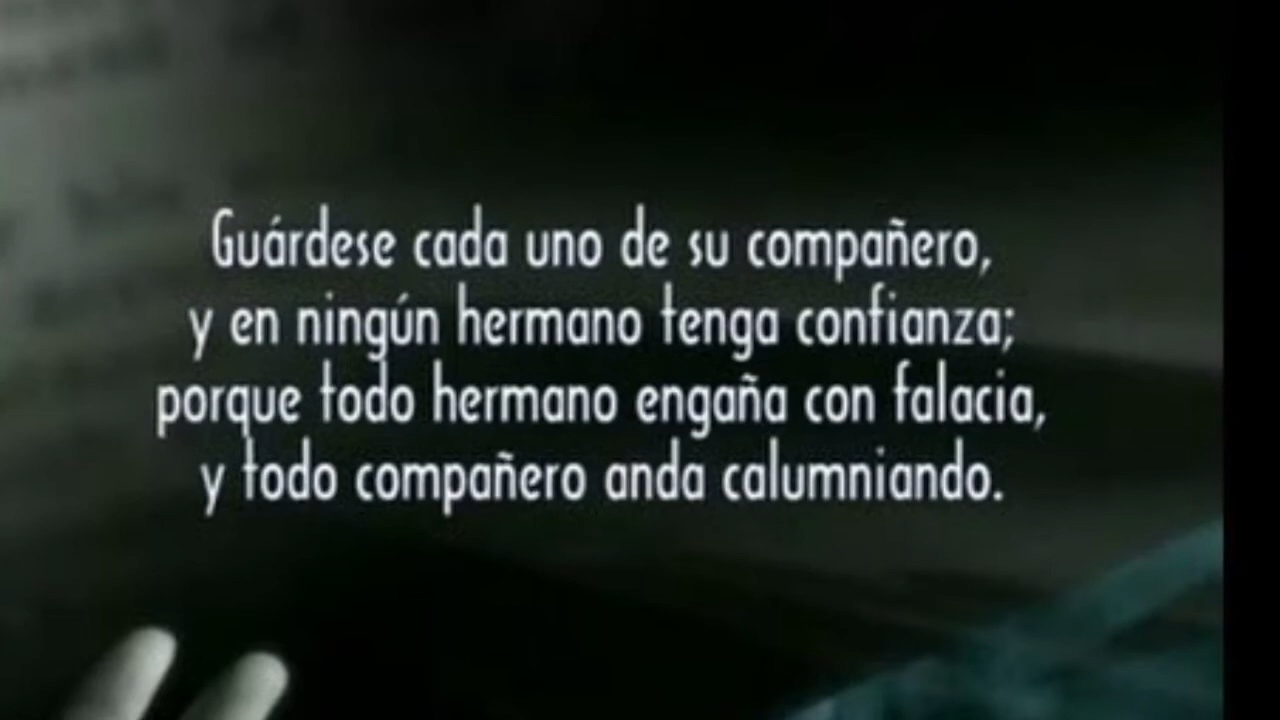 Guárdese cada uno de su compañero,
y en ningún hermano tenga confianza;
porque todo hermano engaña con falacia,
y todo compañero anda calumniando.